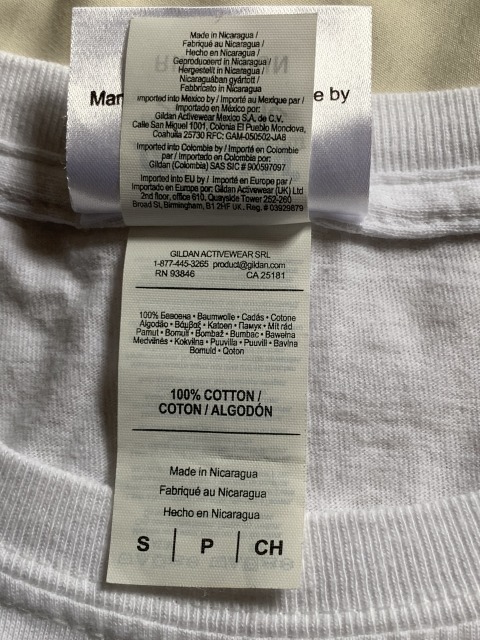 Made in Nicaragua /
Fabriqué au Nicaragua /
Hecho en Nicaragua /
Geproduceerd in Nicaragua /
Hergestellt in Nicaragua /
Nicaraguában gyártott /
Fabbricato in Nicaragua
Mar
e by
Imported into Mexico by / Importé au Mexique par /
Importado en México por:
Gildan Activewear Mexico S.A. de C.V.
Calle San Miguel 1001, Colonia El Pueblo Monclova,
Coahuila 25730 RFC: GAM-050502-JA8
Imported into Colombia by / Importé en Colombie
par / Importado en Colombia por:
Gildan (Colombia) SAS SIC # 900597097
Imported into EU by / Importé en Europe par /
Importado en Europa por: Gildan Activewear (UK) Ltd
2nd floor, office 610, Quayside Tower 252-260
Broad St, Birmingham, B1 2HF UK. Reg. # 03929879
GILDAN ACTIVEWEAR SRL
1-877-445-3265 product@gildan.com
RN 93846 CA 25181
100% Бавовна • Baumwolle • Cadás • Cotone
Algodão • Βάμβαξ • Katoen • Памук • Mit rád
Pamut • Bomull • Bombaž • Bumbac • Bawełna
Medvilnės • Kokvilna • Puuvilla • Puuvill • Bavlna
Bomuld • Qoton
100% COTTON /
COTON / ALGODÓN
Made in Nicaragua
Fabriqué au Nicaragua
Hecho en Nicaragua
S | P | CH